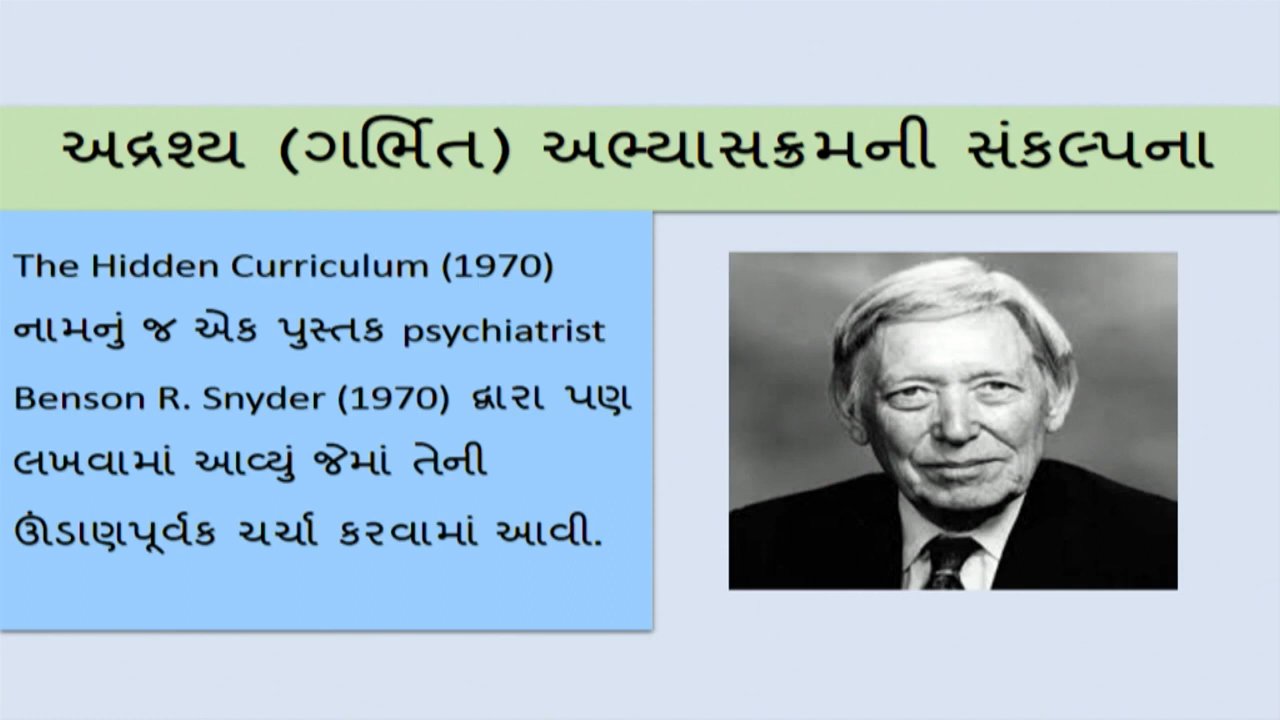 અદ્રશ્ય (ગર્ભિત) અભ્યાસક્રમની સંકલ્પના
The Hidden Curriculum (1970)
નામનું જ એક પુસ્તક psychiatrist
Benson R. Snyder (1970) દ્વારા પણ
લખવામાં આવ્યું જેમાં તેની
ઊંડાણપૂર્વક ચર્ચા કરવામાં આવી.